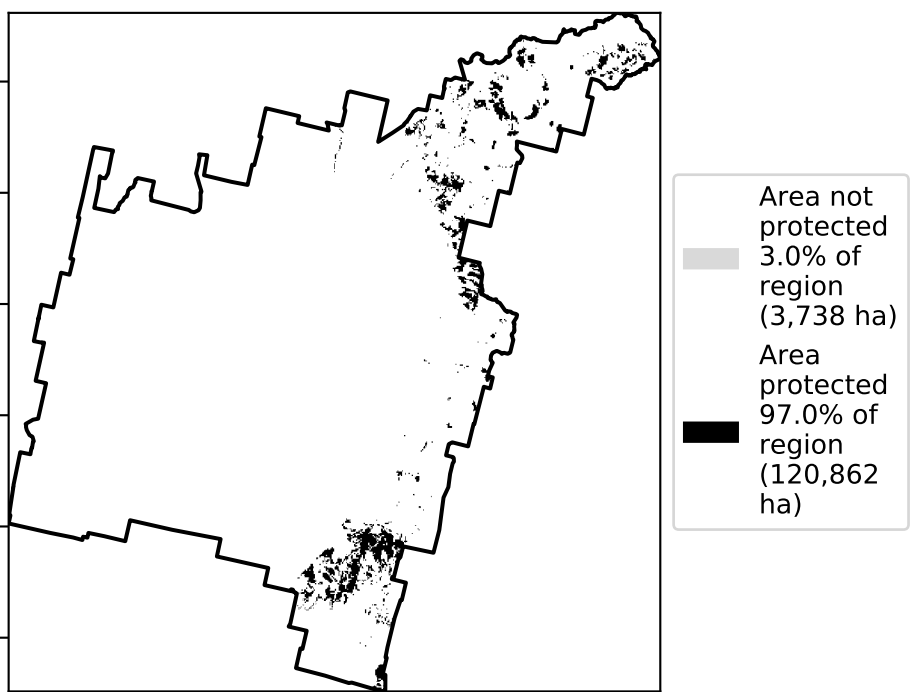 Area not
protected
3.0% of
region
(3,738 ha)
Area
protected
97.0% of
region
(120,862
ha)